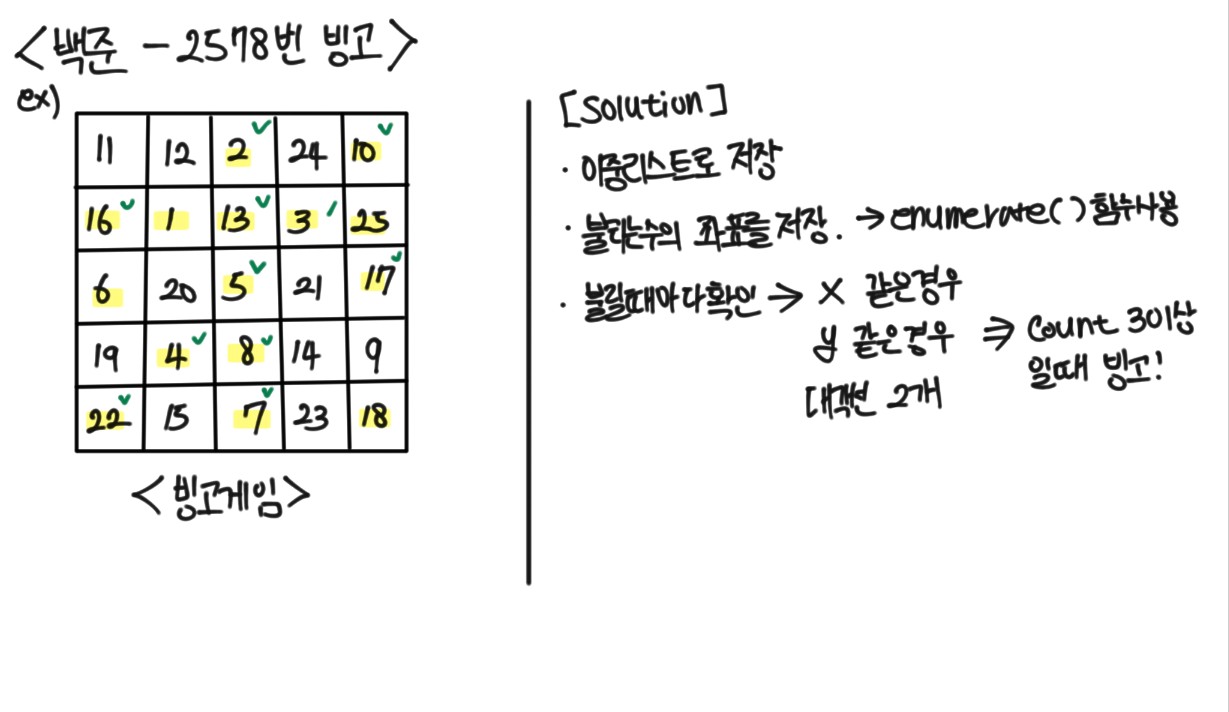 <백준 - 2578번 빙고>
ex)
11 12 2 24 10
16 1 13 3 25
6 20 5 21 17
19 4 8 14 9
22 15 7 23 18
<빙고게임>
[Solution]
· 이중리스트로 저장
· 불리는수의 좌표를 저장. → enumerate() 함수사용
· 불릴때마다확인 → X 같은경우
y 같은경우 ⇒ Count 3이상
대각선 2개 일때 빙고!